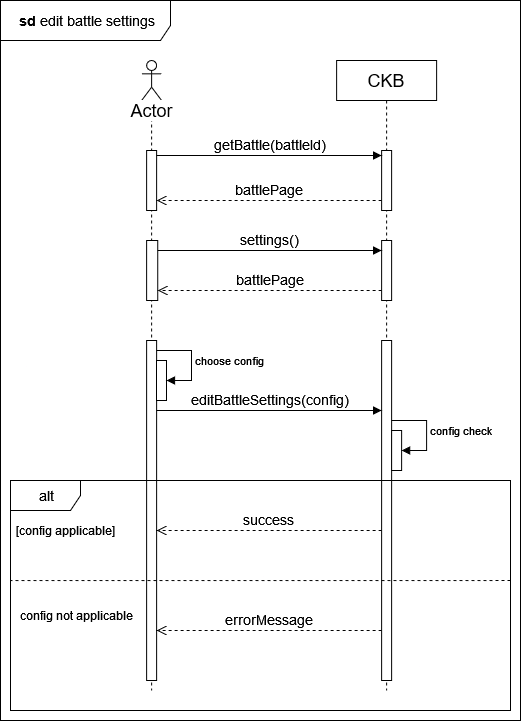 sd edit battle settings
Actor
CKB
getBattle(battleId)
battlePage
settings()
battlePage
choose config
editBattleSettings(config)
config check
alt
success
[config applicable]
config not applicable
errorMessage